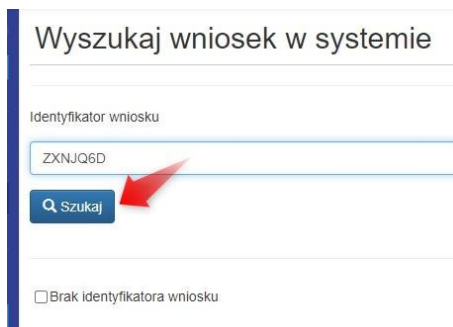 Wyszukaj wniosek w systemie
Identyfikator wniosku
ZXNJQ6D
Szukaj
Brak identyfikatora wniosku